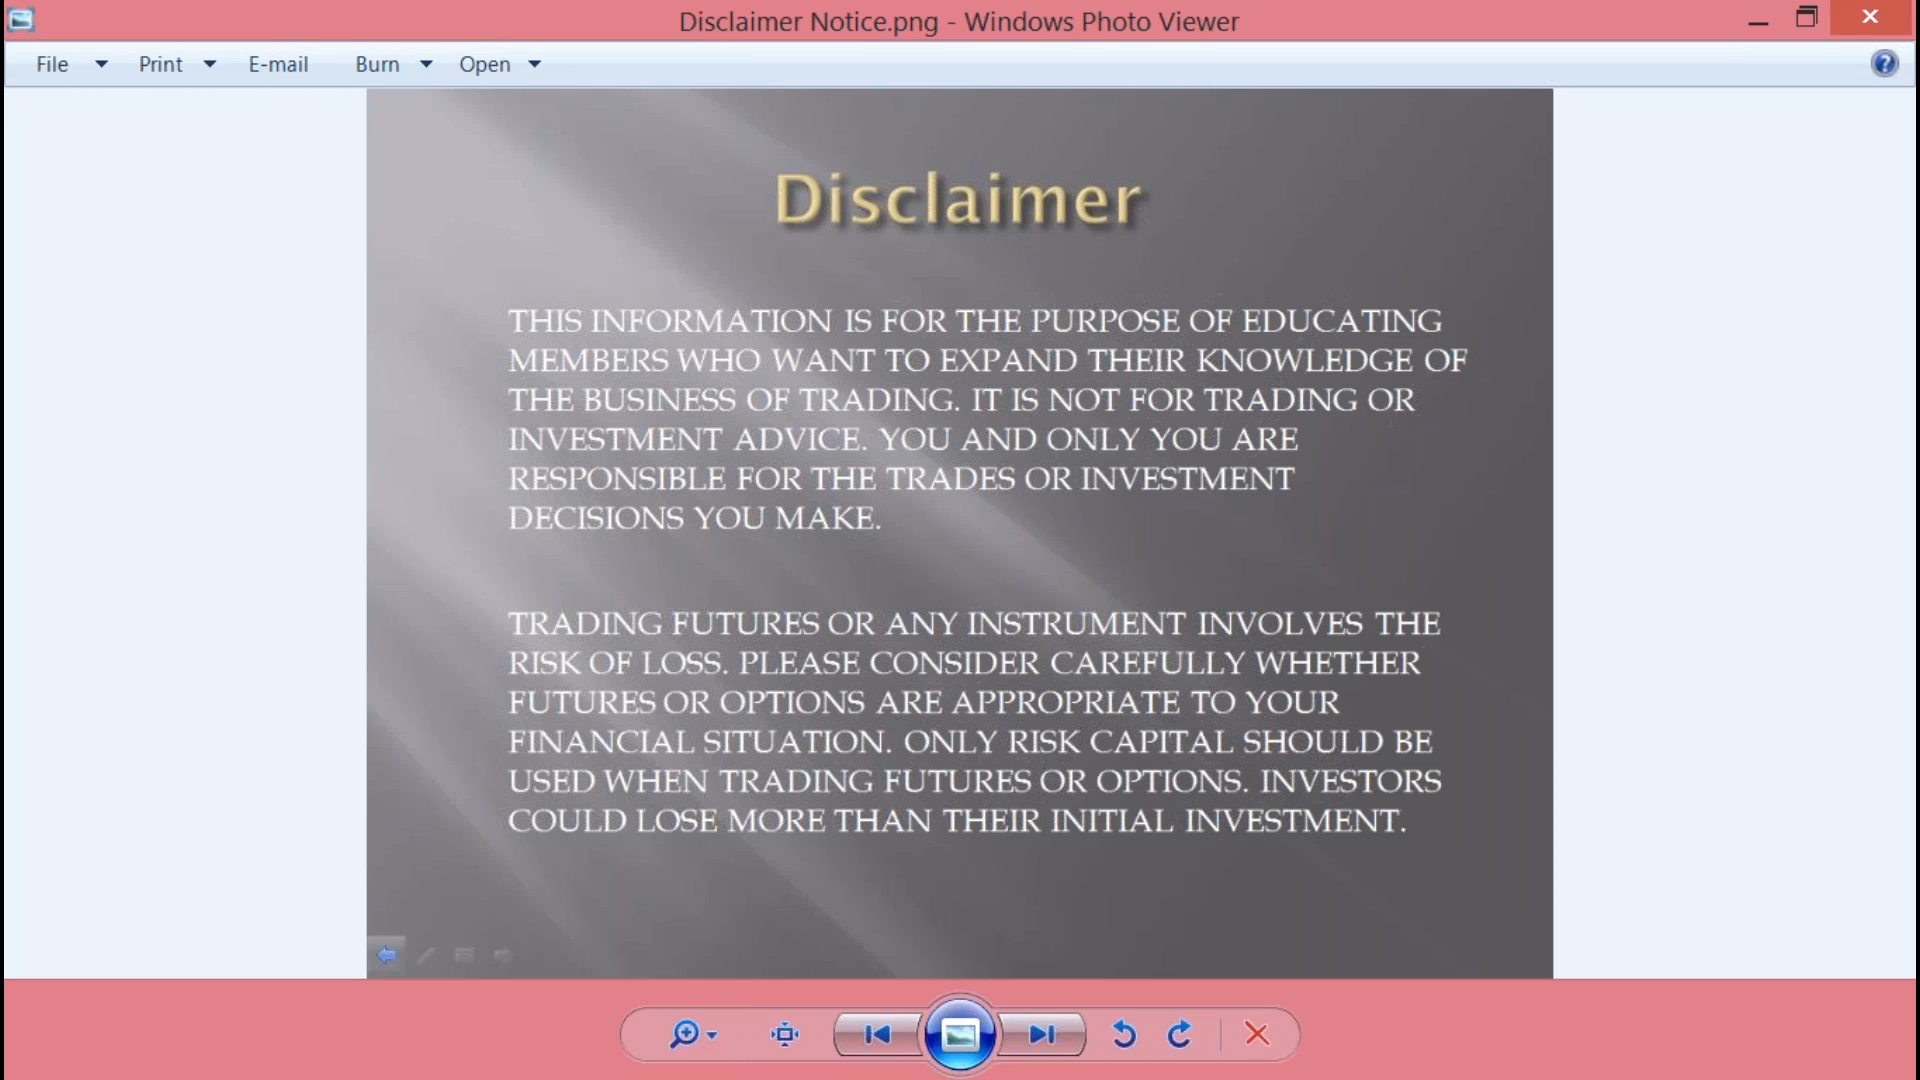 Disclaimer Notice.png - Windows Photo Viewer
File Print E-mail Burn Open
Disclaimer
THIS INFORMATION IS FOR THE PURPOSE OF EDUCATING
MEMBERS WHO WANT TO EXPAND THEIR KNOWLEDGE OF
THE BUSINESS OF TRADING. IT IS NOT FOR TRADING OR
INVESTMENT ADVICE. YOU AND ONLY YOU ARE
RESPONSIBLE FOR THE TRADES OR INVESTMENT
DECISIONS YOU MAKE.
TRADING FUTURES OR ANY INSTRUMENT INVOLVES THE
RISK OF LOSS. PLEASE CONSIDER CAREFULLY WHETHER
FUTURES OR OPTIONS ARE APPROPRIATE TO YOUR
FINANCIAL SITUATION. ONLY RISK CAPITAL SHOULD BE
USED WHEN TRADING FUTURES OR OPTIONS. INVESTORS
COULD LOSE MORE THAN THEIR INITIAL INVESTMENT.